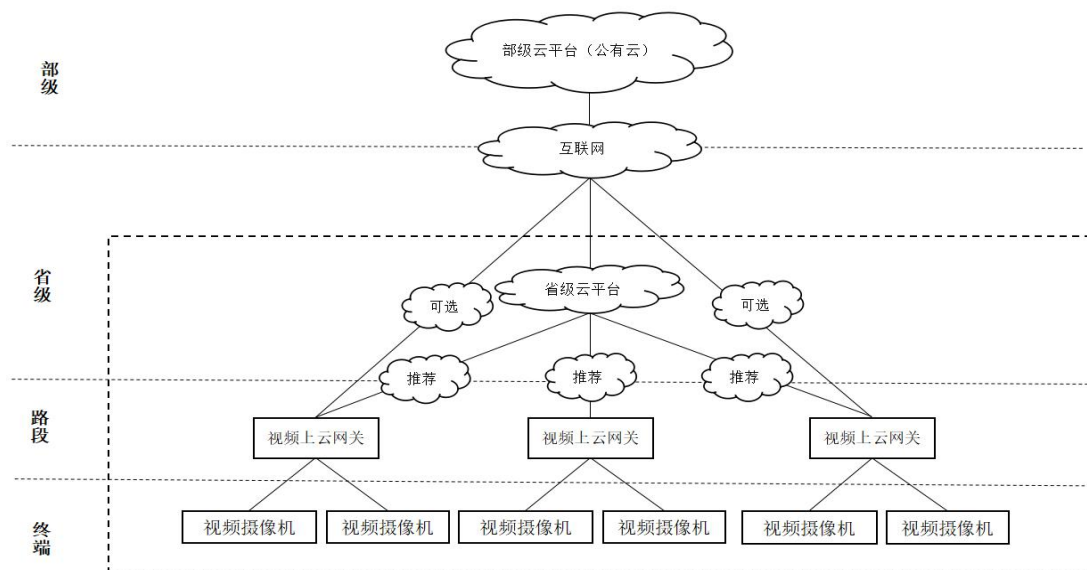 部级云平台（公有云）
部级
互联网
省级
省级云平台
可选
可选
推荐
推荐
推荐
路段
视频上云网关
视频上云网关
视频上云网关
终端
视频摄像机
视频摄像机
视频摄像机
视频摄像机
视频摄像机
视频摄像机